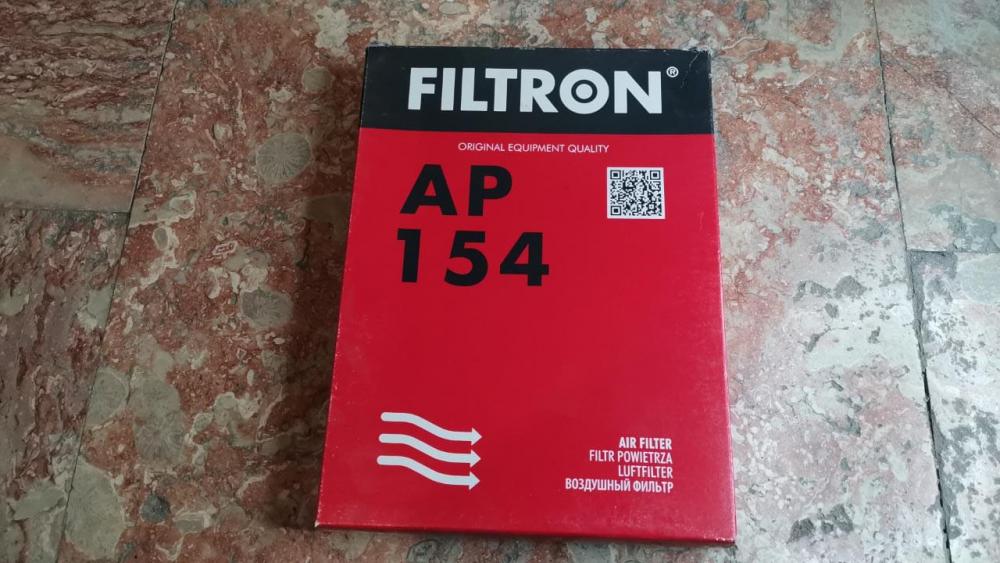 FILTRON®
ORIGINAL EQUIPMENT QUALITY
AP
154
AIR FILTER
FILTR POWIETRZA
LUFTFILTER
ВОЗДУШНЫЙ ФИЛЬТР